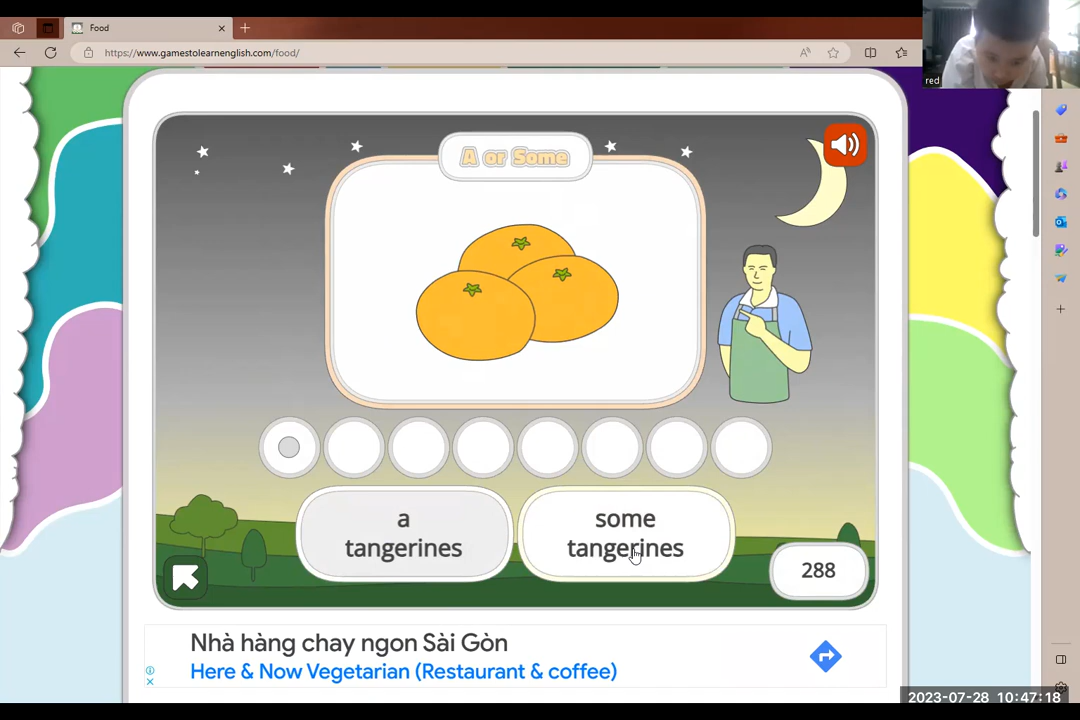 Food
https://www.gamestolearnenglish.com/food/
red
A or Some
a
tangerines
some
tangerines
288
Nhà hàng chay ngon Sài Gòn
Here & Now Vegetarian (Restaurant & coffee)
2023-07-28 10:47:18